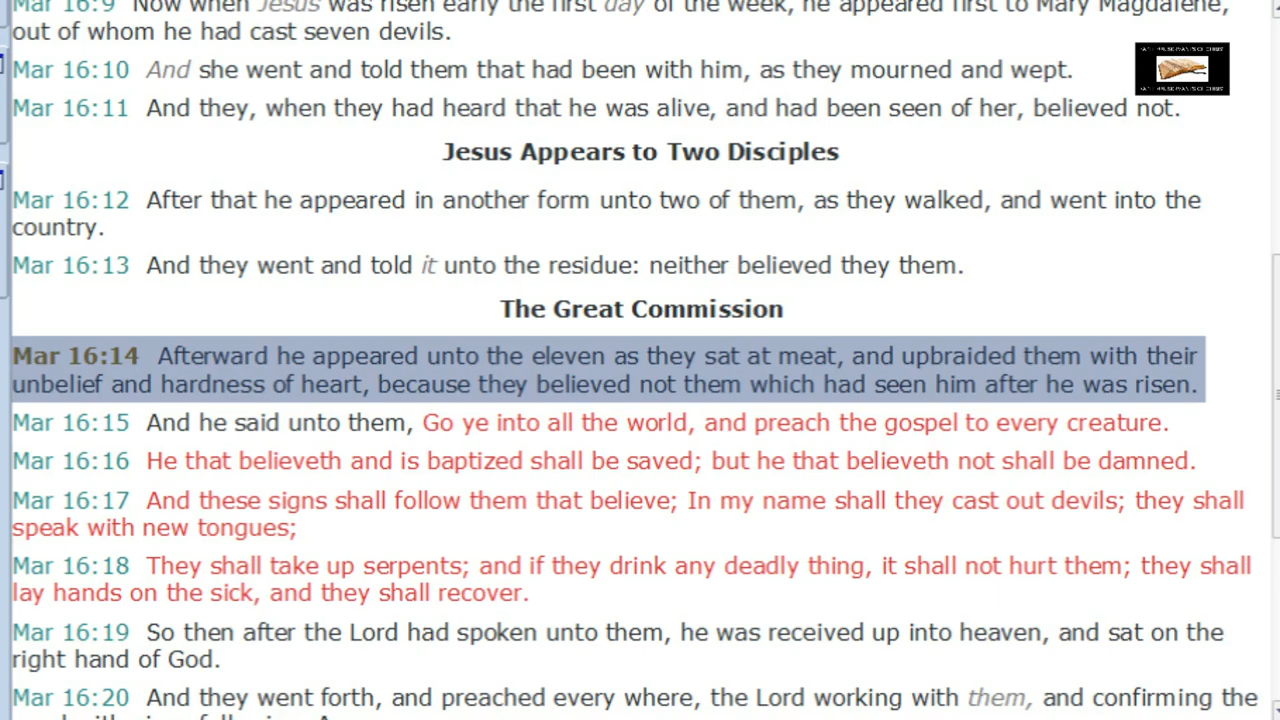 Mar 16:9 Now when Jesus was risen early the first day of the week, he appeared first to Mary Magdalene,
out of whom he had cast seven devils.
Mar 16:10 And she went and told them that had been with him, as they mourned and wept.
Mar 16:11 And they, when they had heard that he was alive, and had been seen of her, believed not.
Jesus Appears to Two Disciples
Mar 16:12 After that he appeared in another form unto two of them, as they walked, and went into the
country.
Mar 16:13 And they went and told it unto the residue: neither believed they them.
The Great Commission
Mar 16:14 Afterward he appeared unto the eleven as they sat at meat, and upbraided them with their
unbelief and hardness of heart, because they believed not them which had seen him after he was risen.
Mar 16:15 And he said unto them, Go ye into all the world, and preach the gospel to every creature.
Mar 16:16 He that believeth and is baptized shall be saved; but he that believeth not shall be damned.
Mar 16:17 And these signs shall follow them that believe; In my name shall they cast out devils; they shall
speak with new tongues;
Mar 16:18 They shall take up serpents; and if they drink any deadly thing, it shall not hurt them; they shall
lay hands on the sick, and they shall recover.
Mar 16:19 So then after the Lord had spoken unto them, he was received up into heaven, and sat on the
right hand of God.
Mar 16:20 And they went forth, and preached every where, the Lord working with them, and confirming the